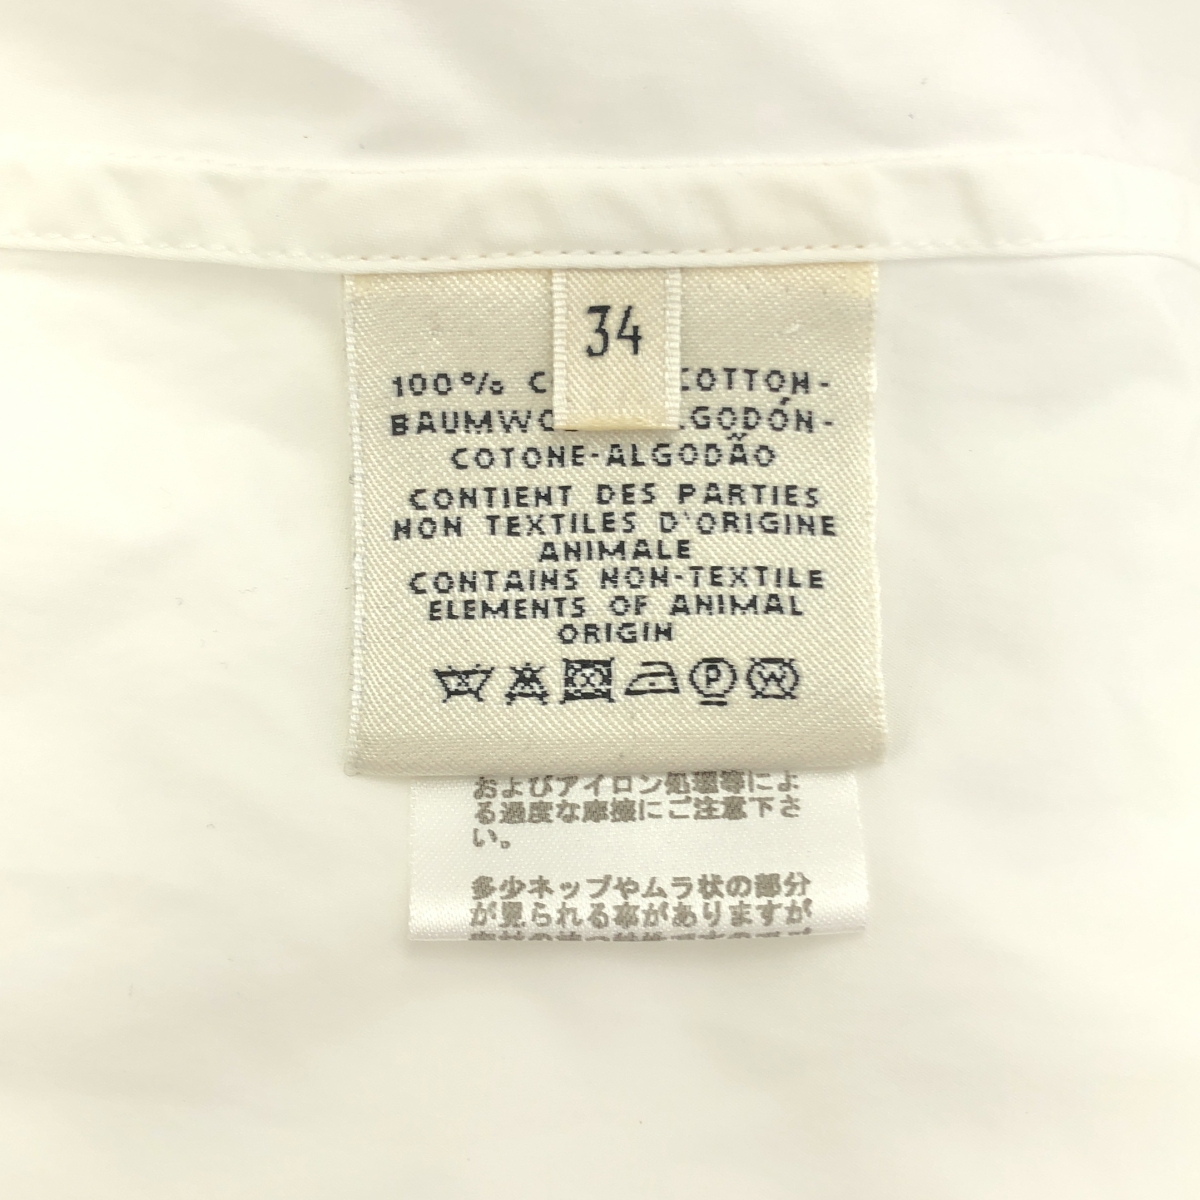 34
100% COTTON-
BAUMWO ALGODÓN-
COTONE-ALGODÃO
CONTIENT DES PARTIES
NON TEXTILES D'ORIGINE
ANIMALE
CONTAINS NON-TEXTILE
ELEMENTS OF ANIMAL
ORIGIN
P W
およびアイロン処理等によ
る過度な摩擦にご注意下さ
い。
多少ネップやムラ状の部分
が見られる事がありますが